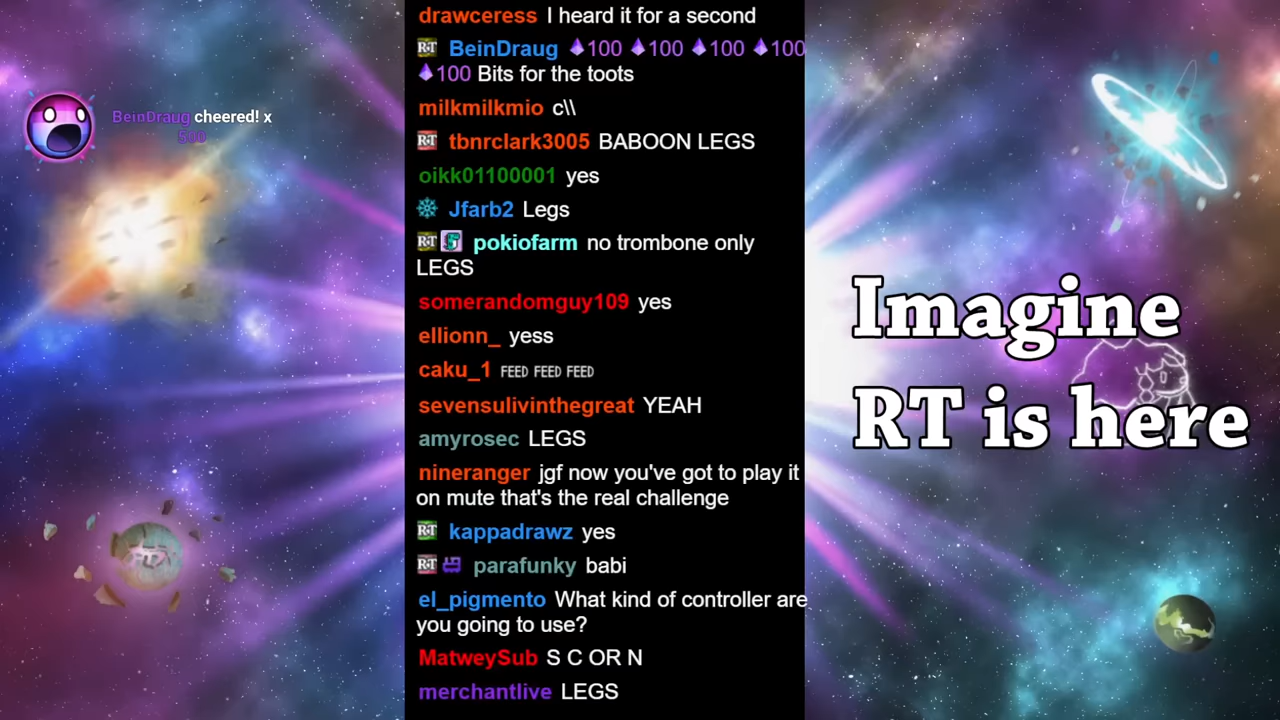 drawceress I heard it for a second
BeinDraug 100 100 100 100
100 Bits for the toots
milkmilkmio c\\
BeinDraug cheered! x
500
tbnrclark3005 BABOON LEGS
oikk01100001 yes
Jfarb2 Legs
pokiofarm no trombone only
LEGS
somerandomguy109 yes
ellionn_ yess
caku_1 FEED FEED FEED
sevensulivinthegreat YEAH
amyrosec LEGS
nineranger jgf now you've got to play it
on mute that's the real challenge
kappadrawz yes
parafunky babi
el_pigmento What kind of controller are
you going to use?
MatweySub S C OR N
merchantlive LEGS
Imagine
RT is here